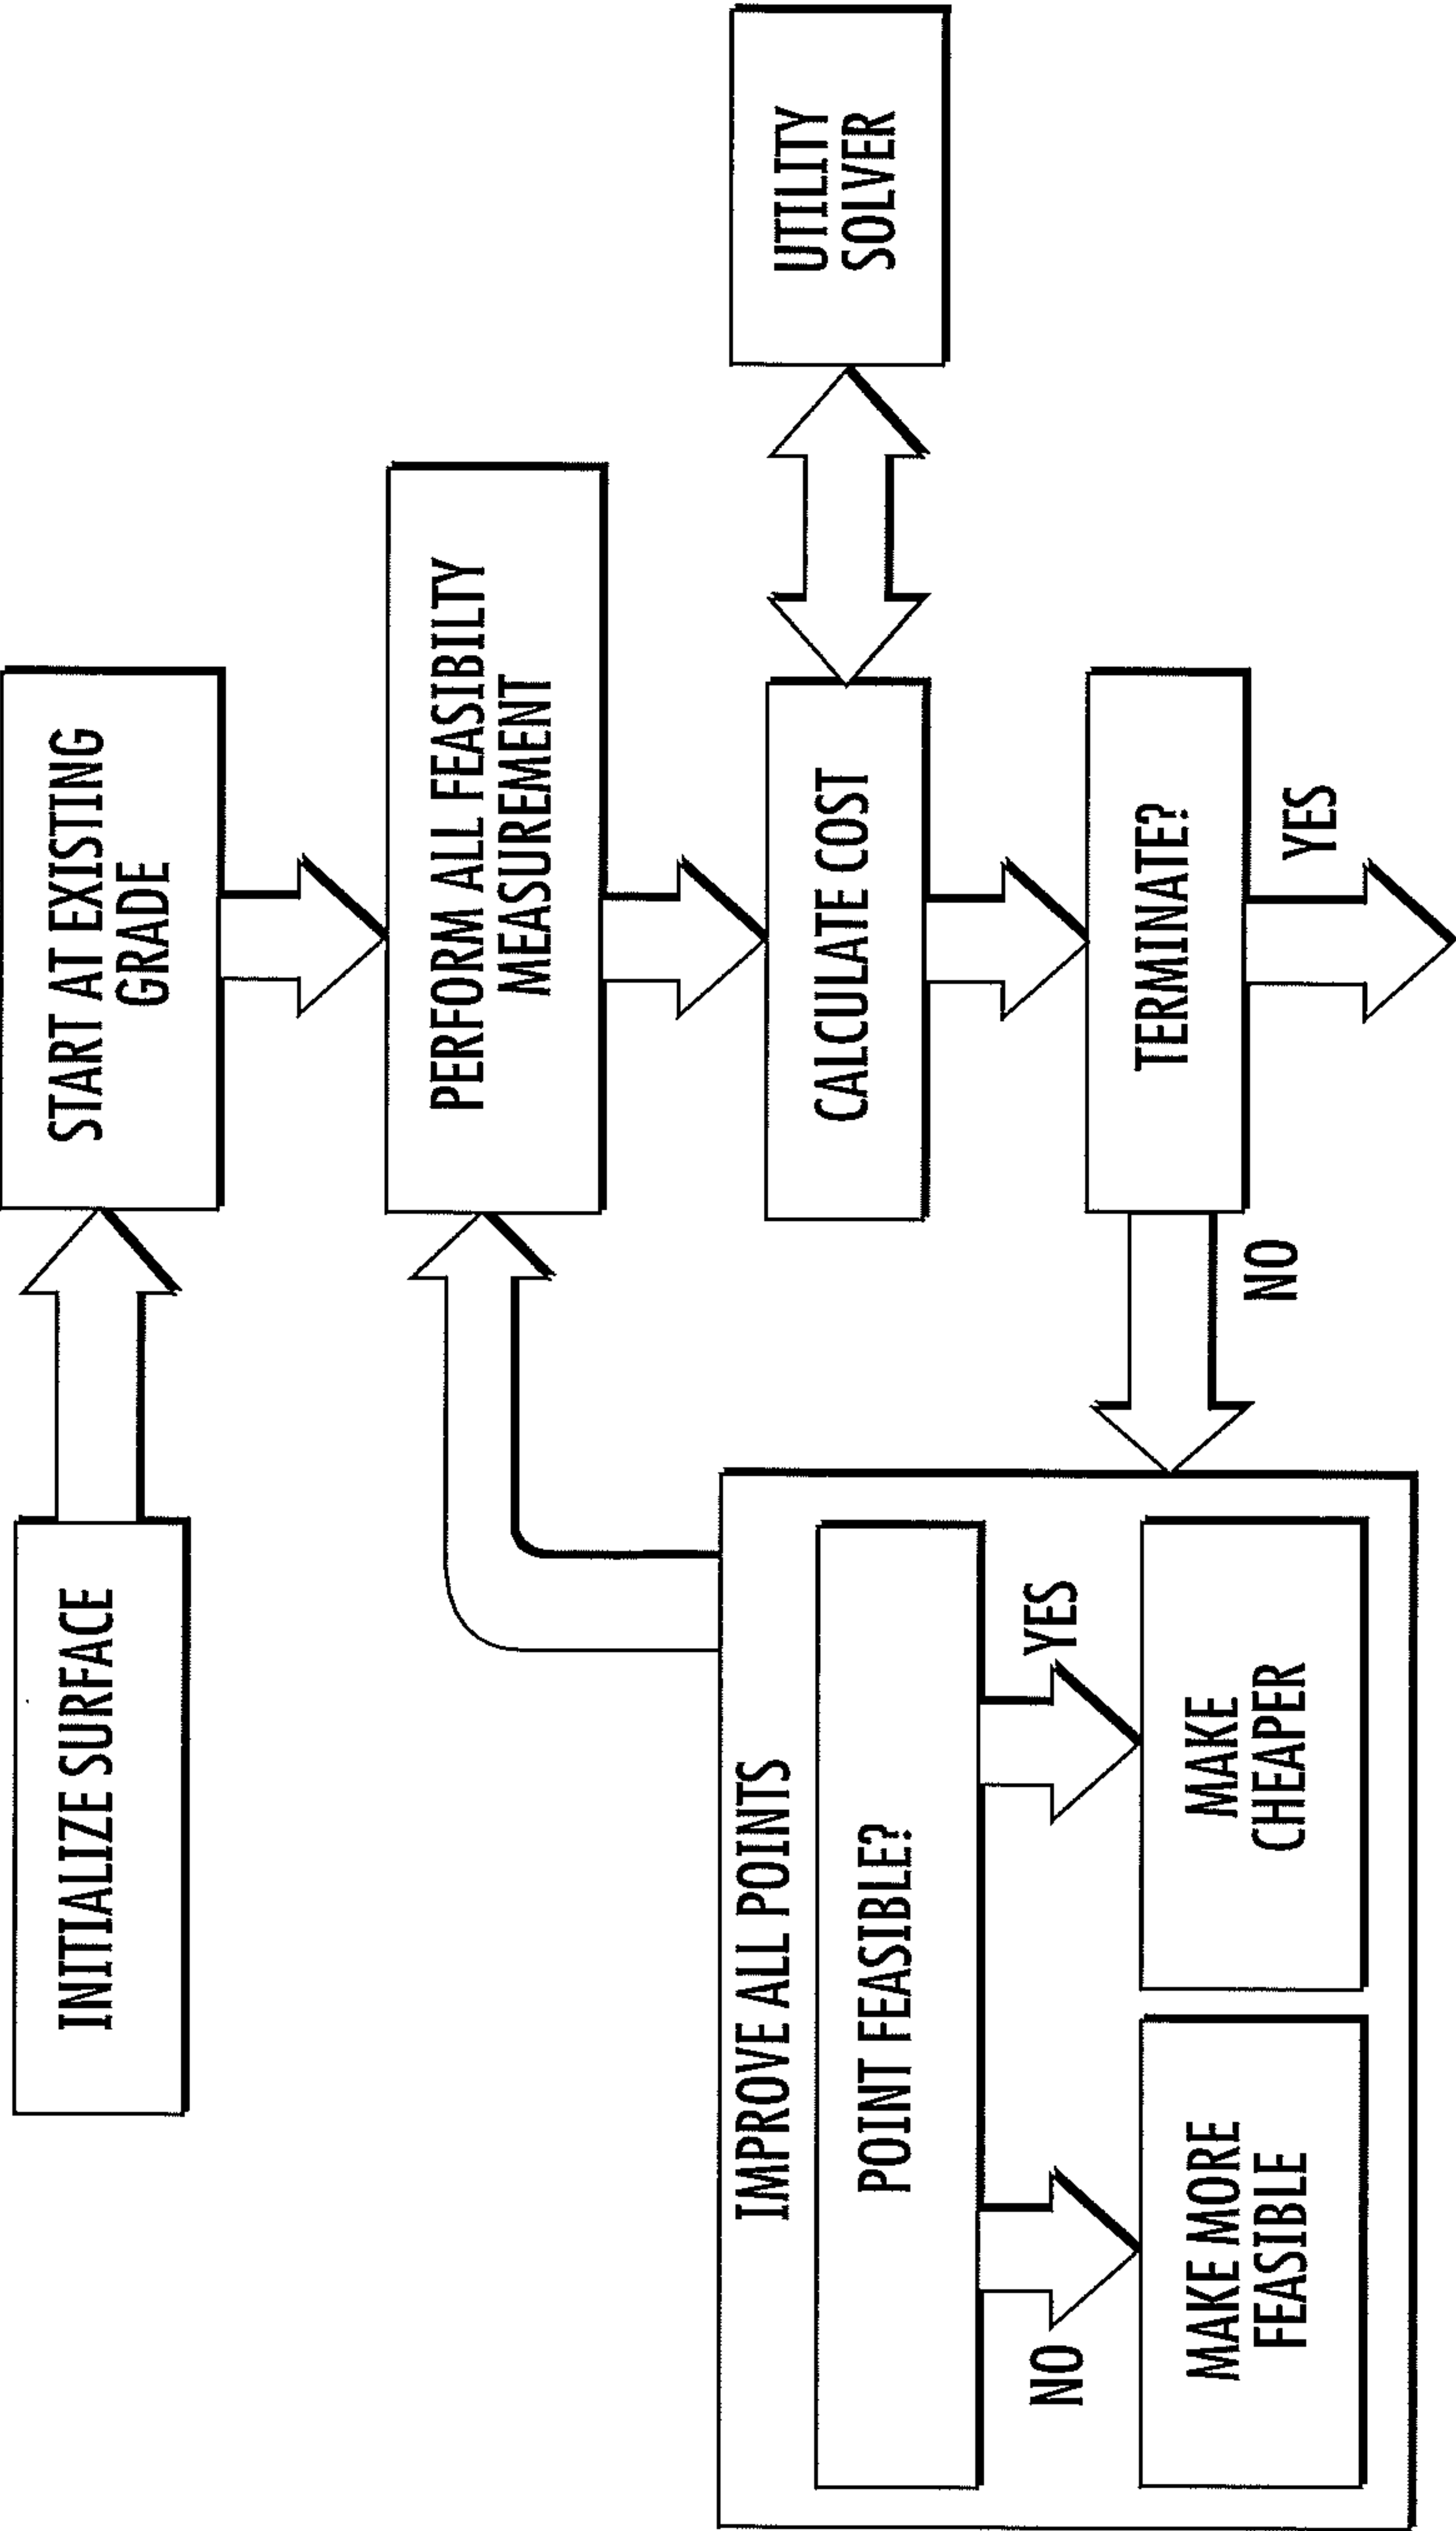 INITIALIZE SURFACE
START AT EXISTING
GRADE
PERFORM ALL FEASIBILTY
MEASUREMENT
CALCULATE COST
UTILITY
SOLVER
TERMINATE?
YES
NO
IMPROVE ALL POINTS
POINT FEASIBLE?
NO
YES
MAKE MORE
FEASIBLE
MAKE
CHEAPER